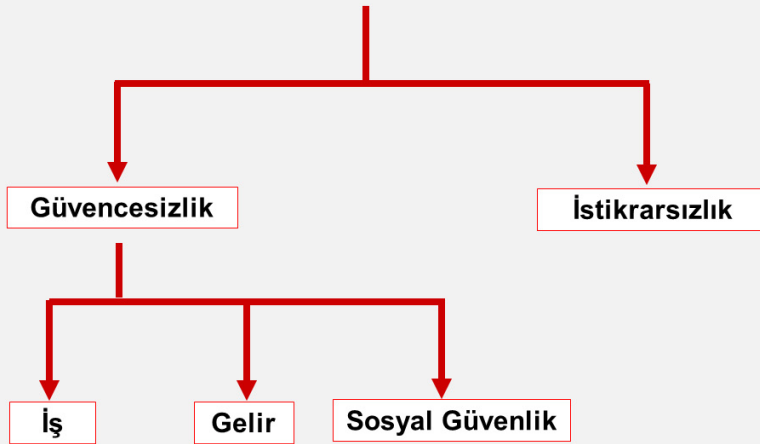 Güvencesizlik
İstikrarsızlık
İş
Gelir
Sosyal Güvenlik